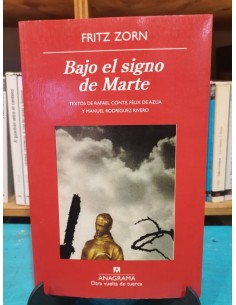 FRITZ ZORN
Bajo el signo
de Marte
TEXTOS DE RAFAEL CONTE, FÉLIX DE AZÚA
Y MANUEL RODRÍGUEZ RIVERO
ANAGRAMA
Otra vuelta de tuerca